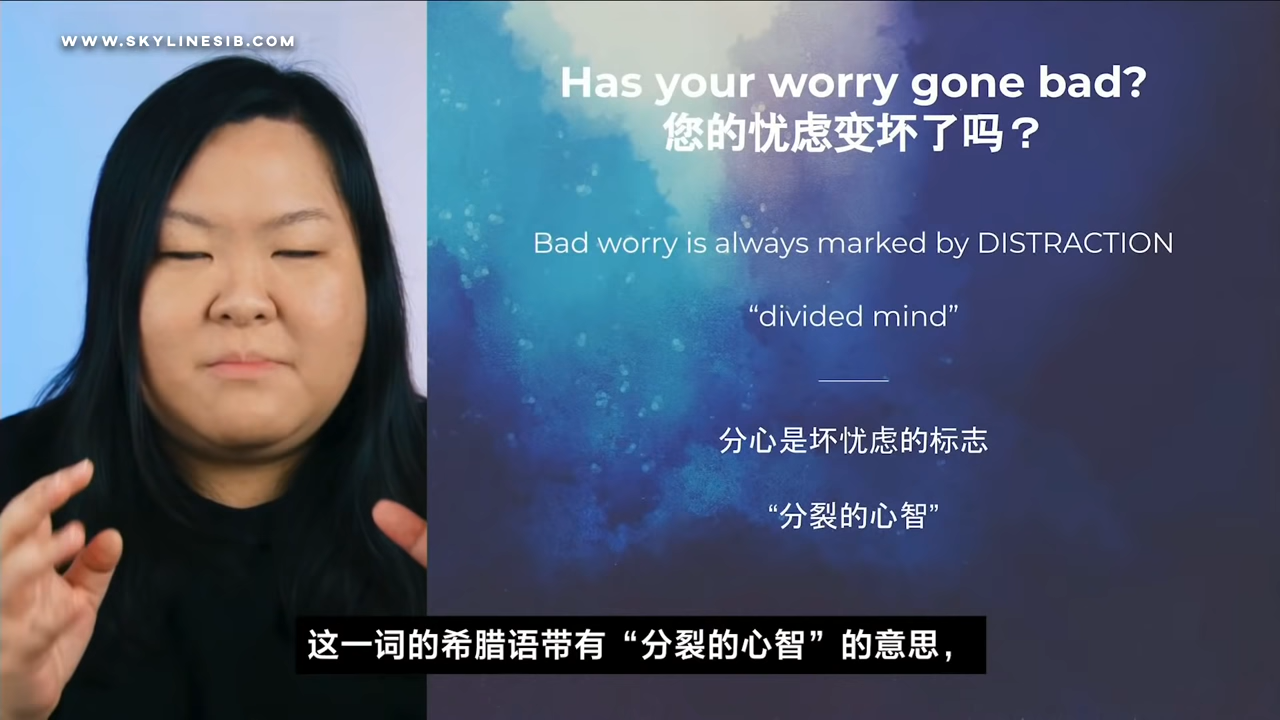 WWW.SKYLINESIB.COM
Has your worry gone bad?
您的忧虑变坏了吗？
Bad worry is always marked by DISTRACTION
“divided mind”
分心是坏忧虑的标志
“分裂的心智”
这一词的希腊语带有“分裂的心智”的意思，